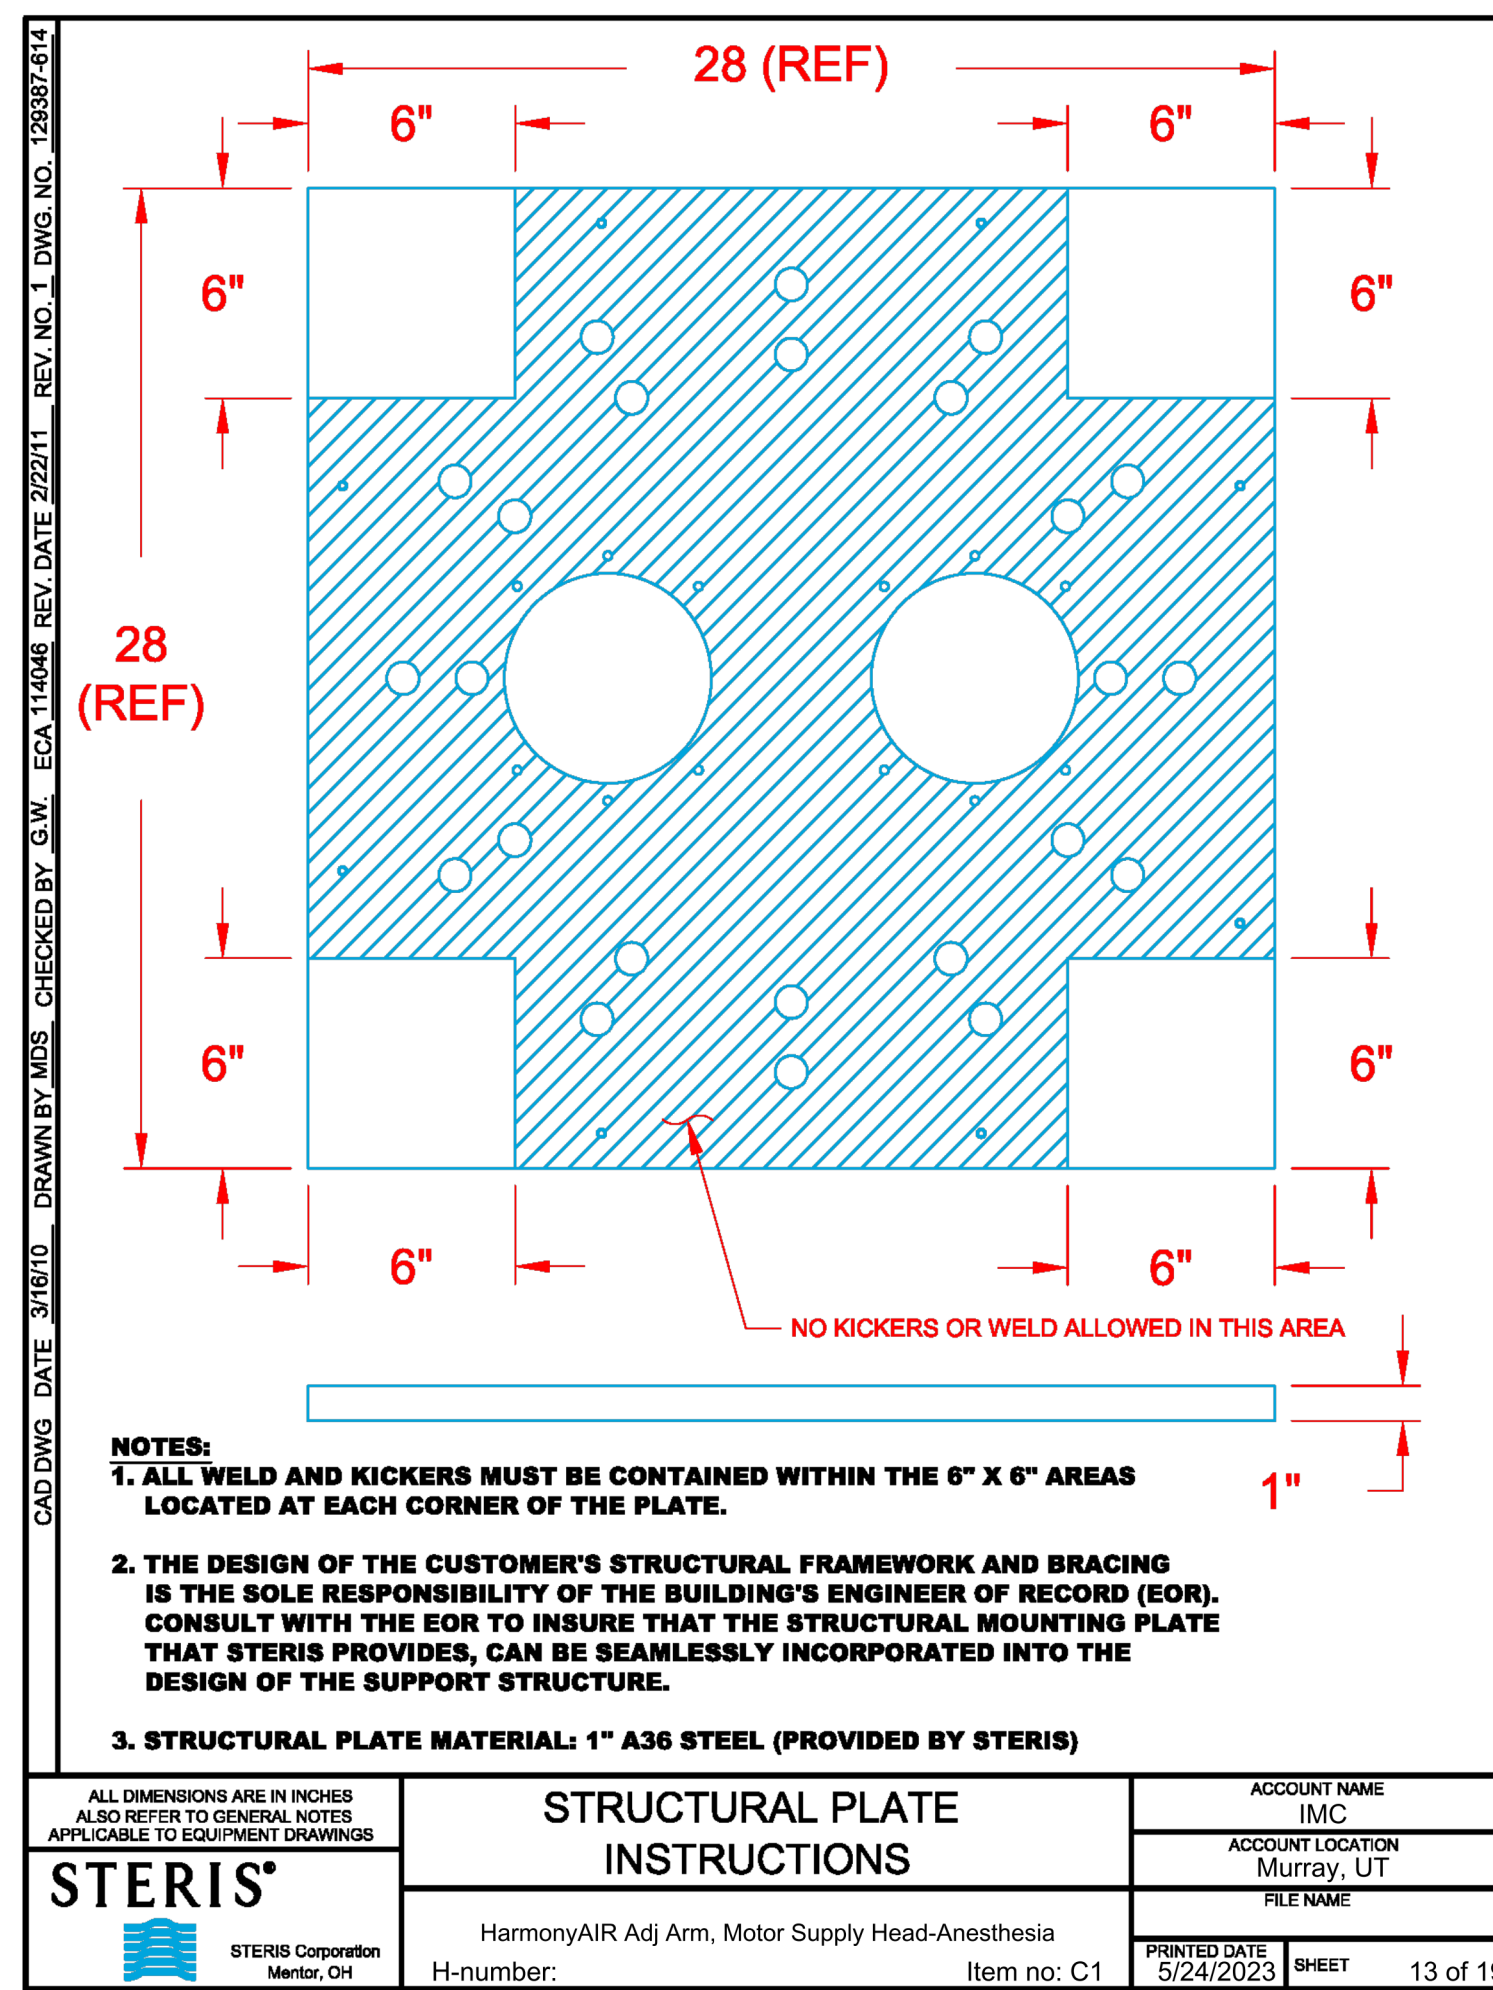 CAD DWG DATE 3/16/10 DRAWN BY MDS CHECKED BY G.W. ECA 114046 REV. DATE 2/22/11 REV. NO. 1 DWG. NO. 129387-614
28 (REF)
6" 6"
6" 6"
28
(REF)
6" 6"
6" 6"
NO KICKERS OR WELD ALLOWED IN THIS AREA
1"
NOTES:
1. ALL WELD AND KICKERS MUST BE CONTAINED WITHIN THE 6" X 6" AREAS
LOCATED AT EACH CORNER OF THE PLATE.
2. THE DESIGN OF THE CUSTOMER'S STRUCTURAL FRAMEWORK AND BRACING
IS THE SOLE RESPONSIBILITY OF THE BUILDING'S ENGINEER OF RECORD (EOR).
CONSULT WITH THE EOR TO INSURE THAT THE STRUCTURAL MOUNTING PLATE
THAT STERIS PROVIDES, CAN BE SEAMLESSLY INCORPORATED INTO THE
DESIGN OF THE SUPPORT STRUCTURE.
3. STRUCTURAL PLATE MATERIAL: 1" A36 STEEL (PROVIDED BY STERIS)
ALL DIMENSIONS ARE IN INCHES
ALSO REFER TO GENERAL NOTES
APPLICABLE TO EQUIPMENT DRAWINGS
STERIS®
STERIS Corporation
Mentor, OH
STRUCTURAL PLATE
INSTRUCTIONS
HarmonyAIR Adj Arm, Motor Supply Head-Anesthesia
H-number: Item no: C1
ACCOUNT NAME
IMC
ACCOUNT LOCATION
Murray, UT
FILE NAME
PRINTED DATE
5/24/2023
SHEET 13 of